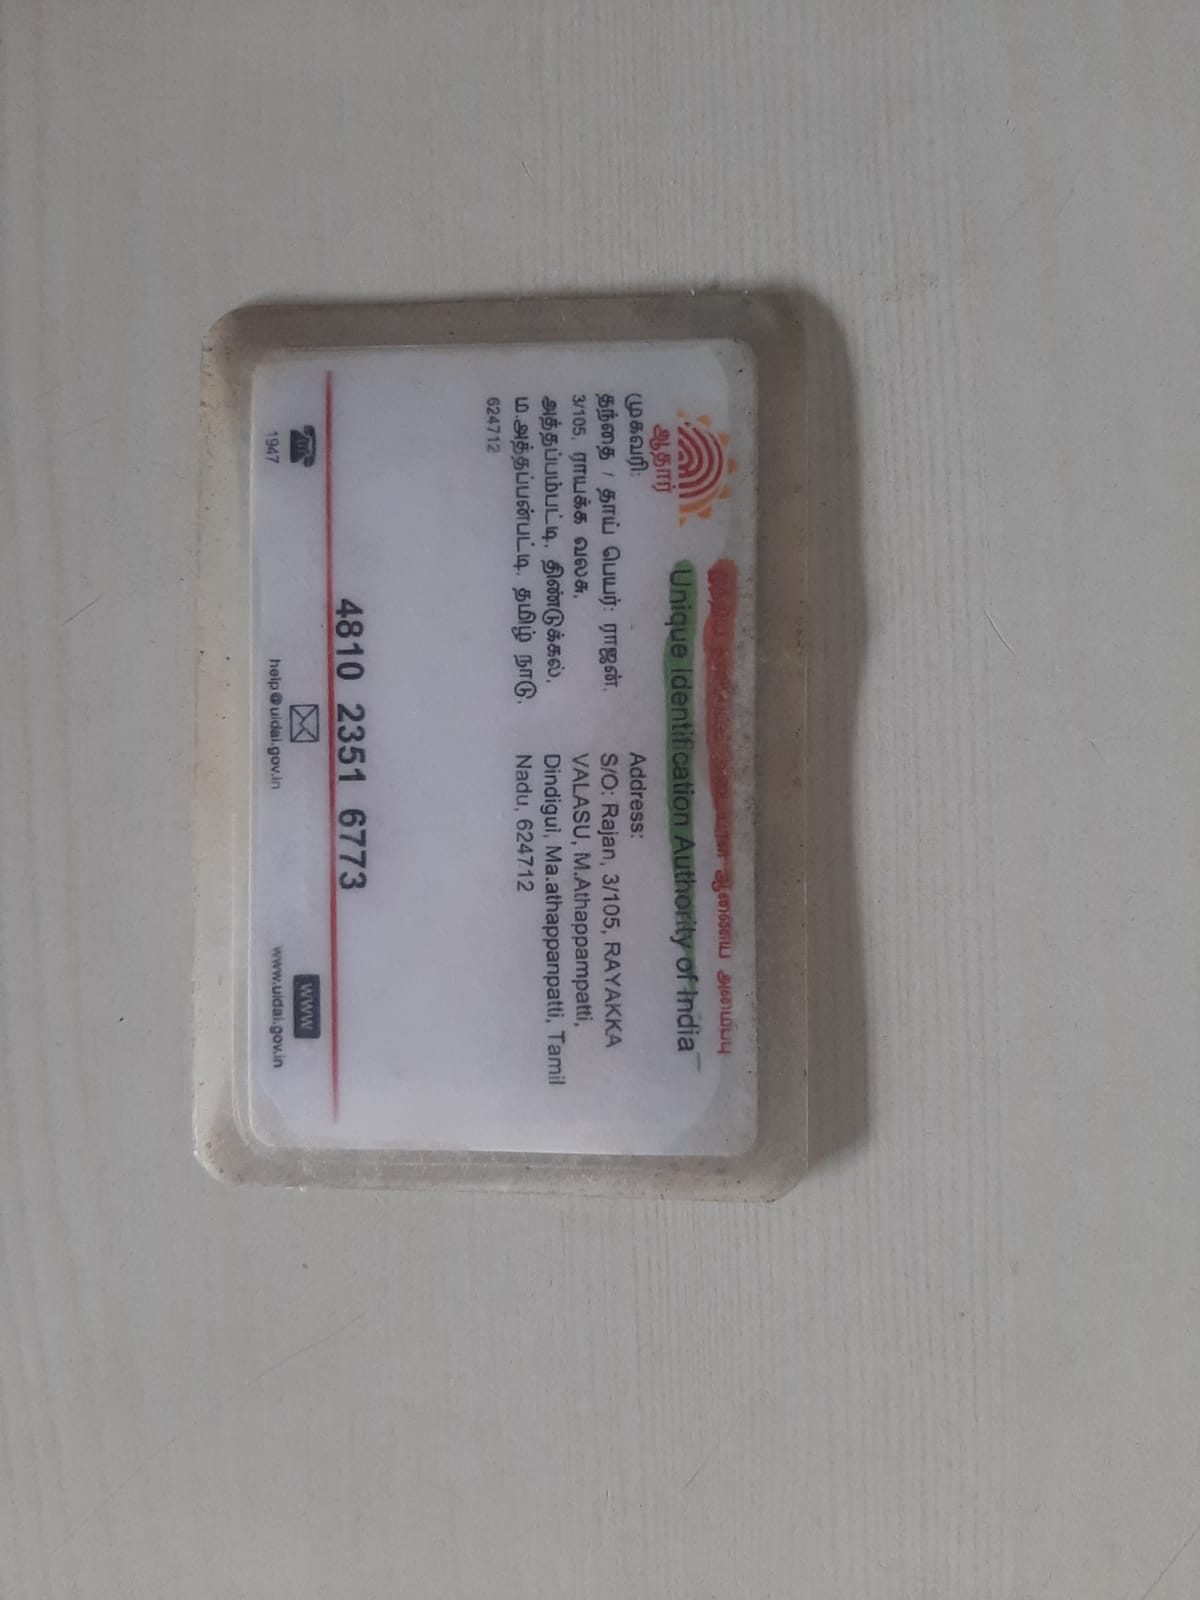 ஆதார்
ஆணைய அமைப்பு
Unique Identification Authority of India
முகவரி:
தந்தை / தாய் பெயர்: ராஜன்,
3/105, ராயக்க வலசு,
அத்தப்பம்பட்டி, திண்டுக்கல்,
ம.அத்தப்பன்பட்டி, தமிழ் நாடு,
624712
Address:
S/O: Rajan, 3/105, RAYAKKA
VALASU, M.Athappampatti,
Dindigul, Ma.athappanpatti, Tamil
Nadu, 624712
4810 2351 6773
1947
help@uidai.gov.in
WWW
www.uidai.gov.in